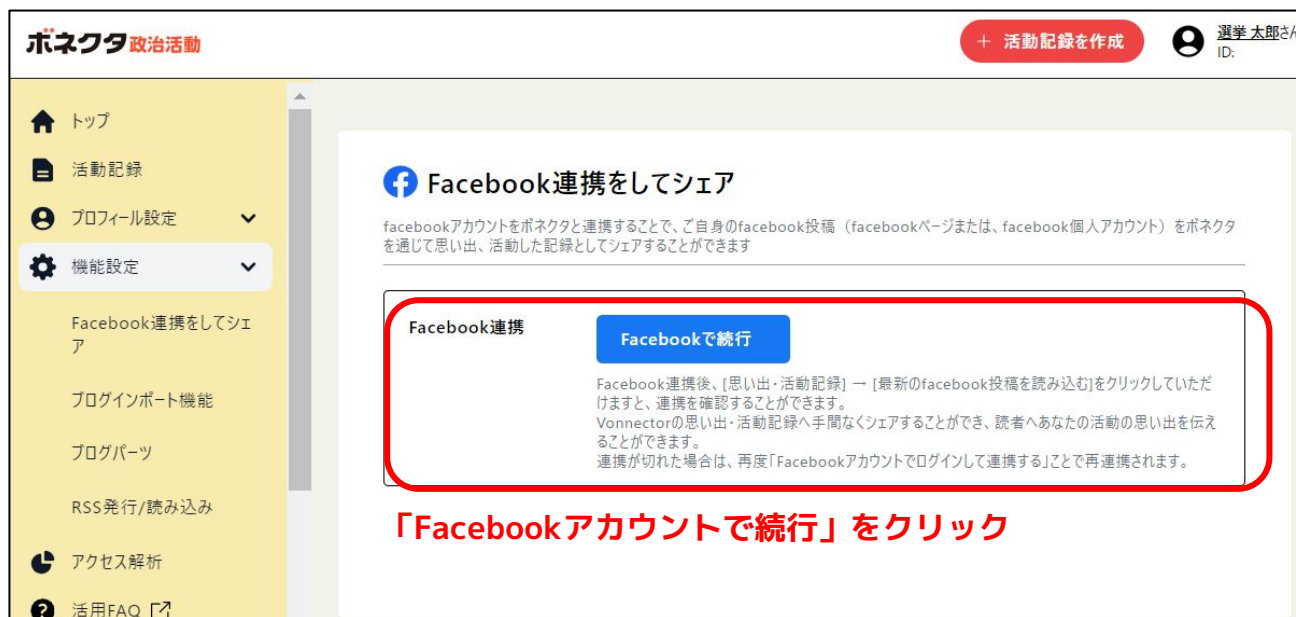 ボネクタ政治活動
+ 活動記録を作成
選挙 太郎さん
ID:
トップ
活動記録
プロフィール設定
機能設定
Facebook連携をしてシェ
ア
ブログインポート機能
ブログパーツ
RSS発行/読み込み
アクセス解析
活用FAQ
Facebook連携をしてシェア
facebookアカウントをボネクタと連携することで、ご自身のfacebook投稿（facebookページまたは、facebook個人アカウント）をボネクタ
を通じて思い出、活動した記録としてシェアすることができます
Facebook連携
Facebookで続行
Facebook連携後、[思い出・活動記録] → [最新のfacebook投稿を読み込む]をクリックしていただ
けますと、連携を確認することができます。
Vonnectorの思い出・活動記録へ手間なくシェアすることができ、読者へあなたの活動の思い出を伝え
ることができます。
連携が切れた場合は、再度「Facebookアカウントでログインして連携する」ことで再連携されます。
「Facebookアカウントで続行」をクリック